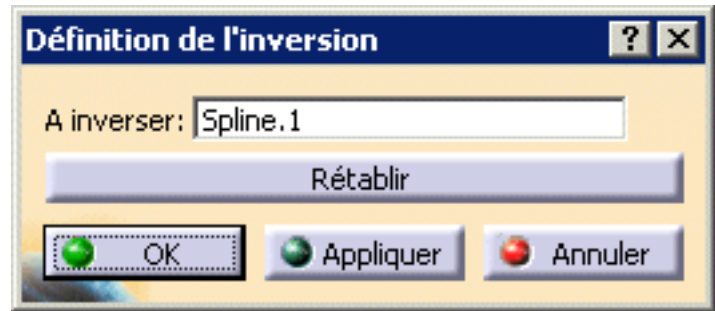 Définition de l'inversion ? ×
A inverser: Spline.1
Rétablir
OK Appliquer Annuler